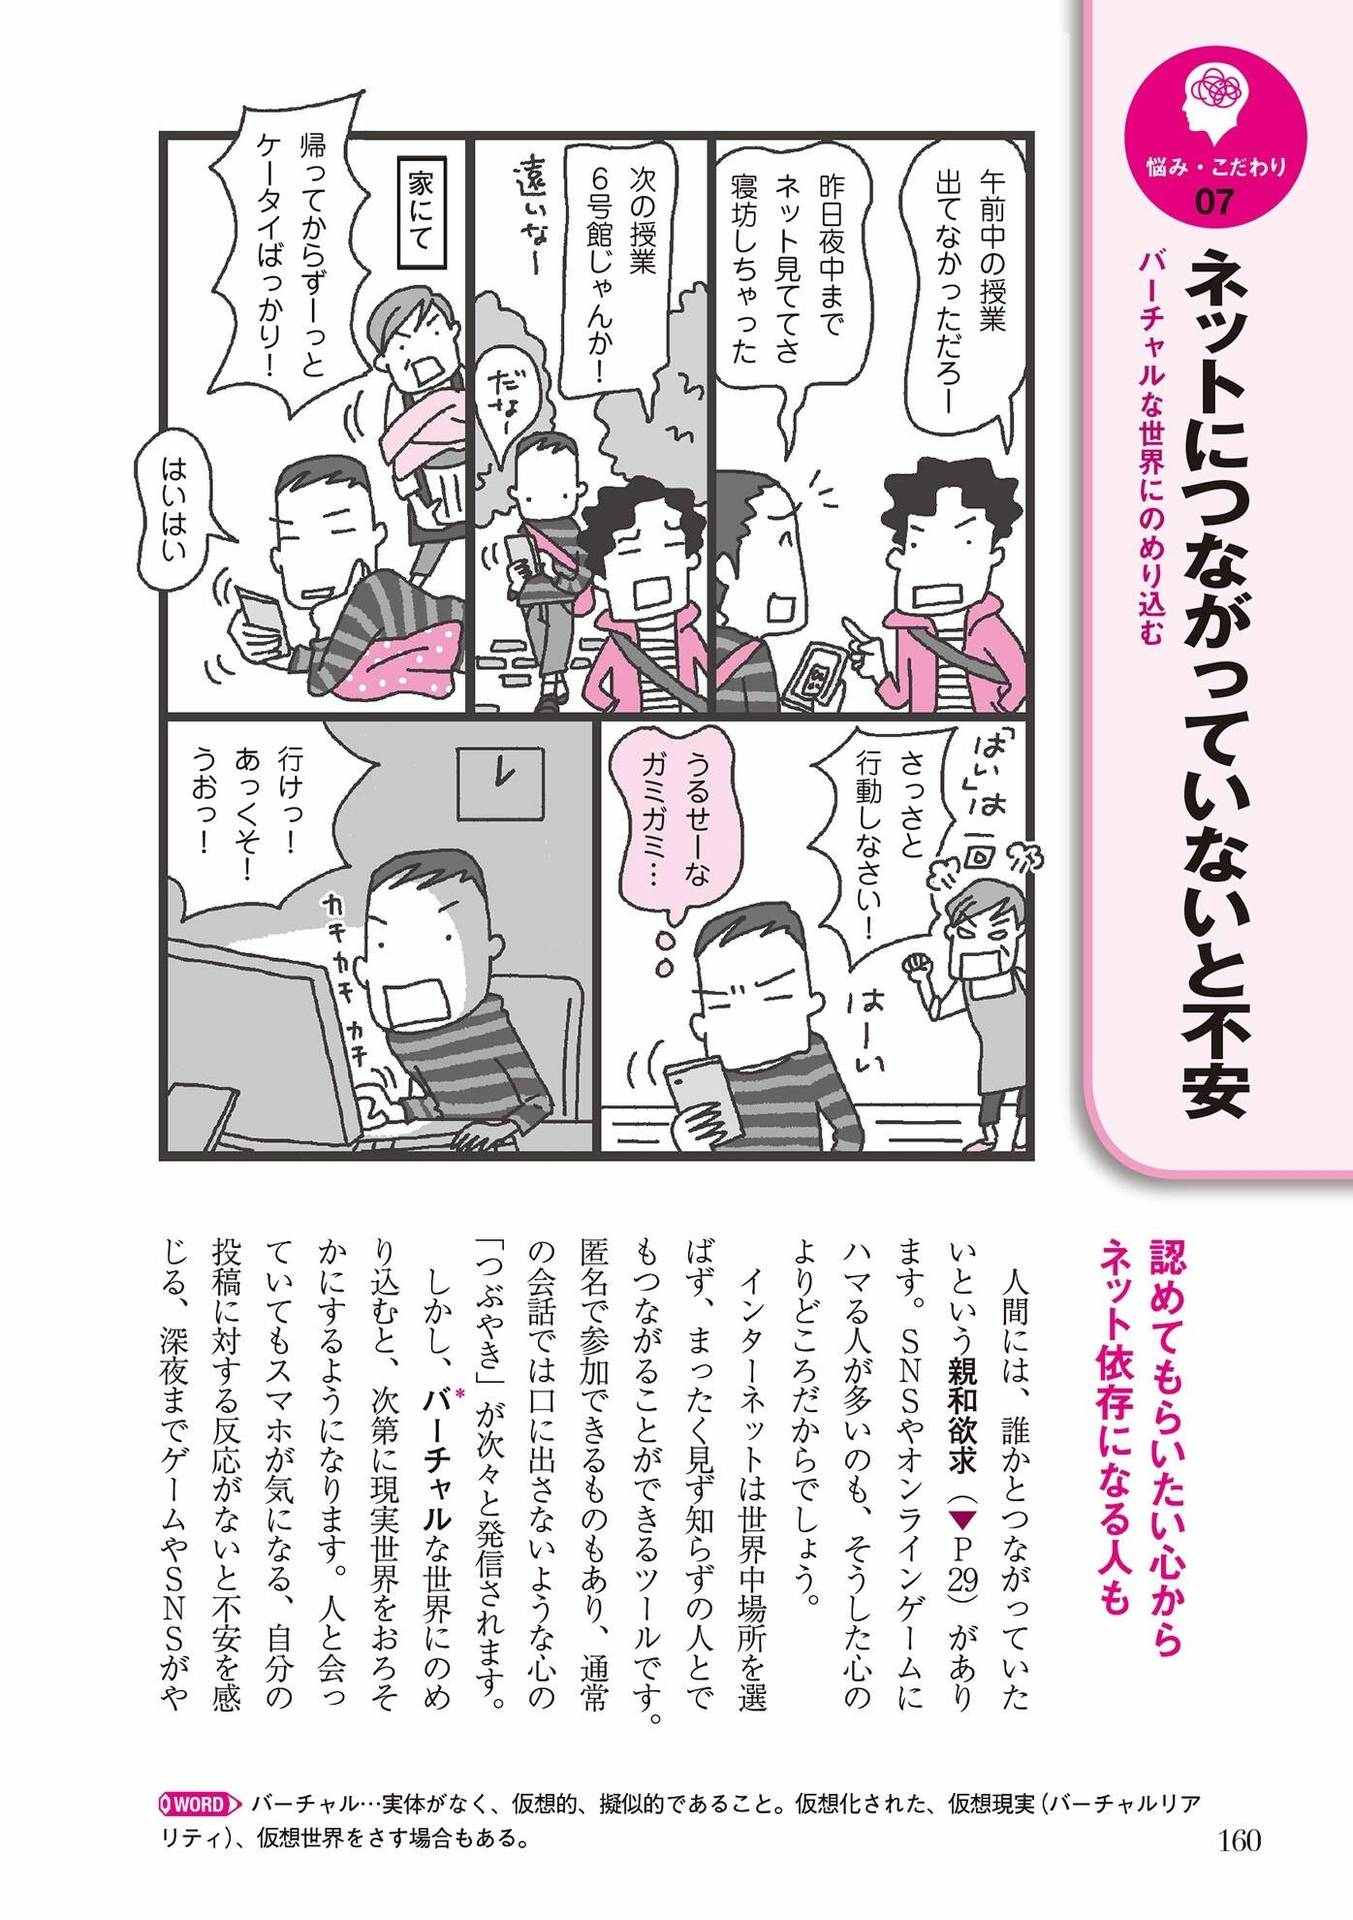 悩み・こだわり
07
ネットにつながっていないと不安
バーチャルな世界にのめり込む
午前中の授業
出てなかっただろー
昨日夜中まで
ネット見ててさ
寝坊しちゃった
次の授業
6号館じゃんか!
遠いなー
だなー
家にて
帰ってからずーっと
ケータイばっかり!
はいはい
「はい」は
一回
さっさと
行動しなさい!
はーい
うるせーな
ガミガミ…
行けっ!
あっくそ!
うおっ!
カチカチ カチ
認めてもらいたい心から
ネット依存になる人も
人間には、誰かとつながっていた
いという親和欲求(▼P29)があり
ます。SNSやオンラインゲームに
ハマる人が多いのも、そうした心の
よりどころだからでしょう。
インターネットは世界中場所を選
ばず、まったく見ず知らずの人とで
もつながることができるツールです。
匿名で参加できるものもあり、通常
の会話では口に出さないような心の
「つぶやき」が次々と発信されます。
しかし、*バーチャルな世界にのめ
り込むと、次第に現実世界をおろそ
かにするようになります。人と会っ
ていてもスマホが気になる、自分の
投稿に対する反応がないと不安を感
じる、深夜までゲームやSNSがや
WORD バーチャル…実体がなく、仮想的、擬似的であること。仮想化された、仮想現実(バーチャルリア
リティ)、仮想世界をさす場合もある。
160